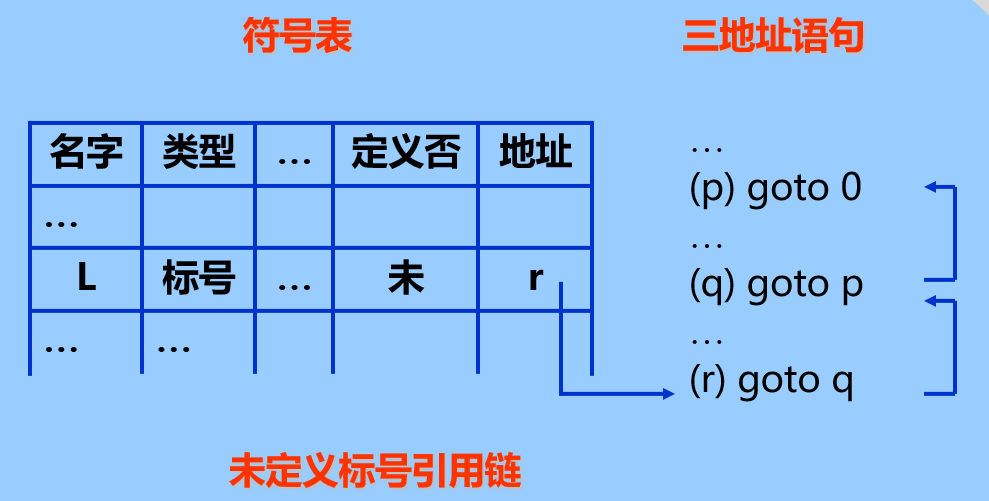 符号表
三地址语句
名字 类型 … 定义否 地址
…
L 标号 … 未 r
… …
…
(p) goto 0
…
(q) goto p
…
(r) goto q
未定义标号引用链